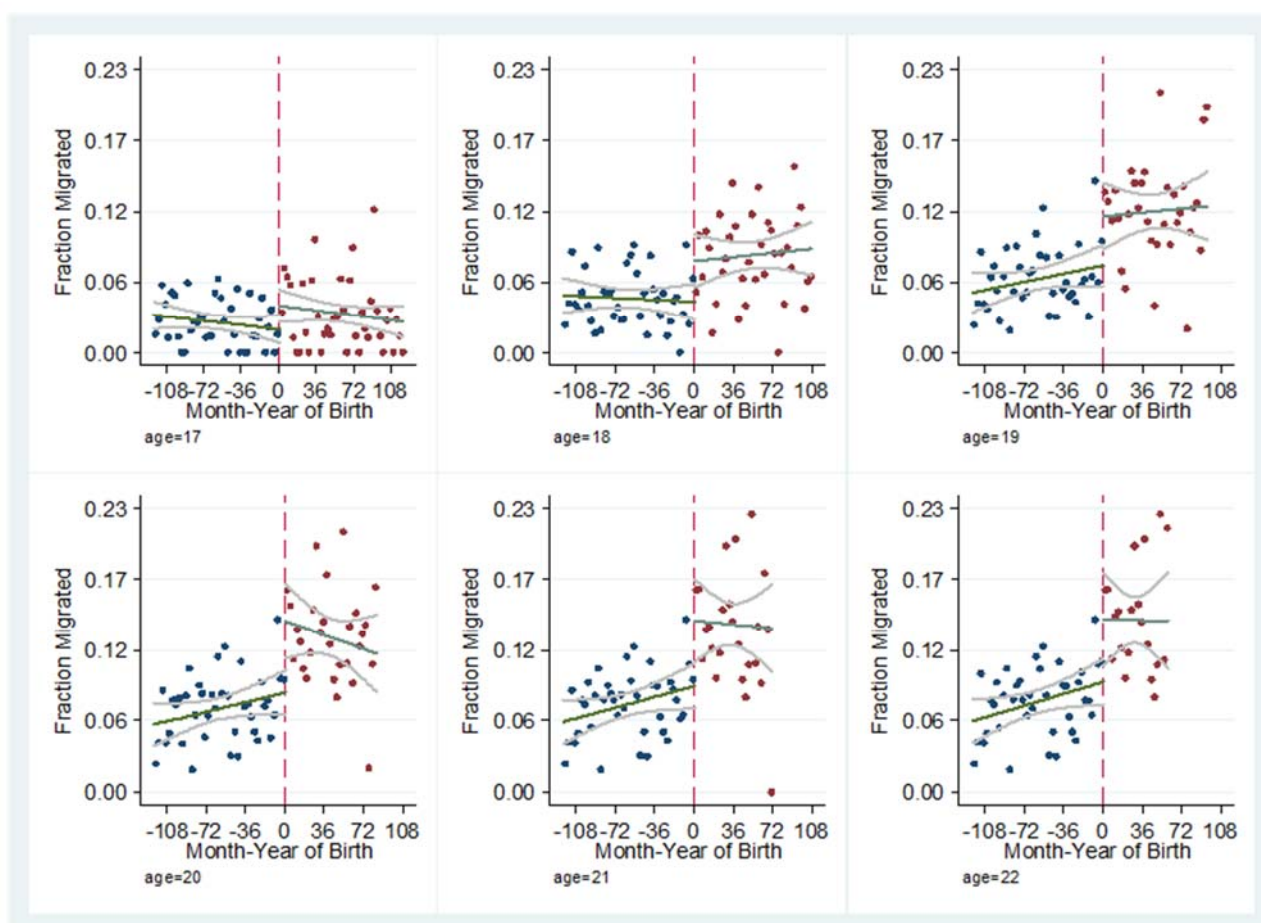 Fraction Migrated
0.23
0.17
0.12
0.06
0.00
-108 -72 -36 0 36 72 108
Month-Year of Birth
age=17
Fraction Migrated
0.23
0.17
0.12
0.06
0.00
-108 -72 -36 0 36 72 108
Month-Year of Birth
age=18
Fraction Migrated
0.23
0.17
0.12
0.06
0.00
-108 -72 -36 0 36 72 108
Month-Year of Birth
age=19
Fraction Migrated
0.23
0.17
0.12
0.06
0.00
-108 -72 -36 0 36 72 108
Month-Year of Birth
age=20
Fraction Migrated
0.23
0.17
0.12
0.06
0.00
-108 -72 -36 0 36 72 108
Month-Year of Birth
age=21
Fraction Migrated
0.23
0.17
0.12
0.06
0.00
-108 -72 -36 0 36 72 108
Month-Year of Birth
age=22